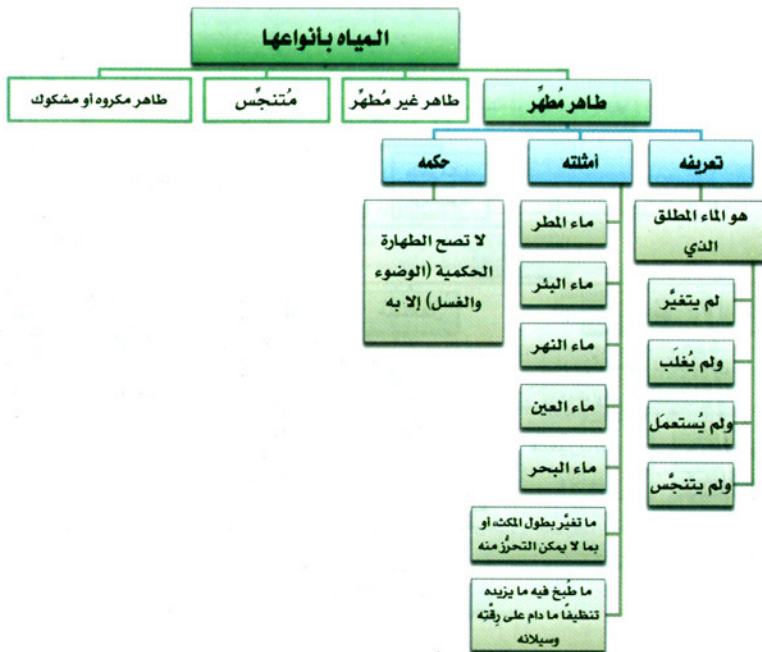 المياه بأنواعها
طاهر مُطهِّر
طاهر غير مُطهِّر
مُتنجِّس
طاهر مكروه أو مشكوك
تعريفه
هو الماء المطلق
الذي
لم يتغيَّر
ولم يُغلَب
ولم يُستعمَل
ولم يتنجَّس
أمثلته
ماء المطر
ماء البئر
ماء النهر
ماء العين
ماء البحر
ما تغيَّر بطول المكث، أو
بما لا يمكن التحرُّز منه
ما طُبخ فيه ما يزيده
تنظيفًا ما دام على رِقَّتِه
وسيلانه
حكمه
لا تصح الطهارة
الحكمية (الوضوء
والغسل) إلا به